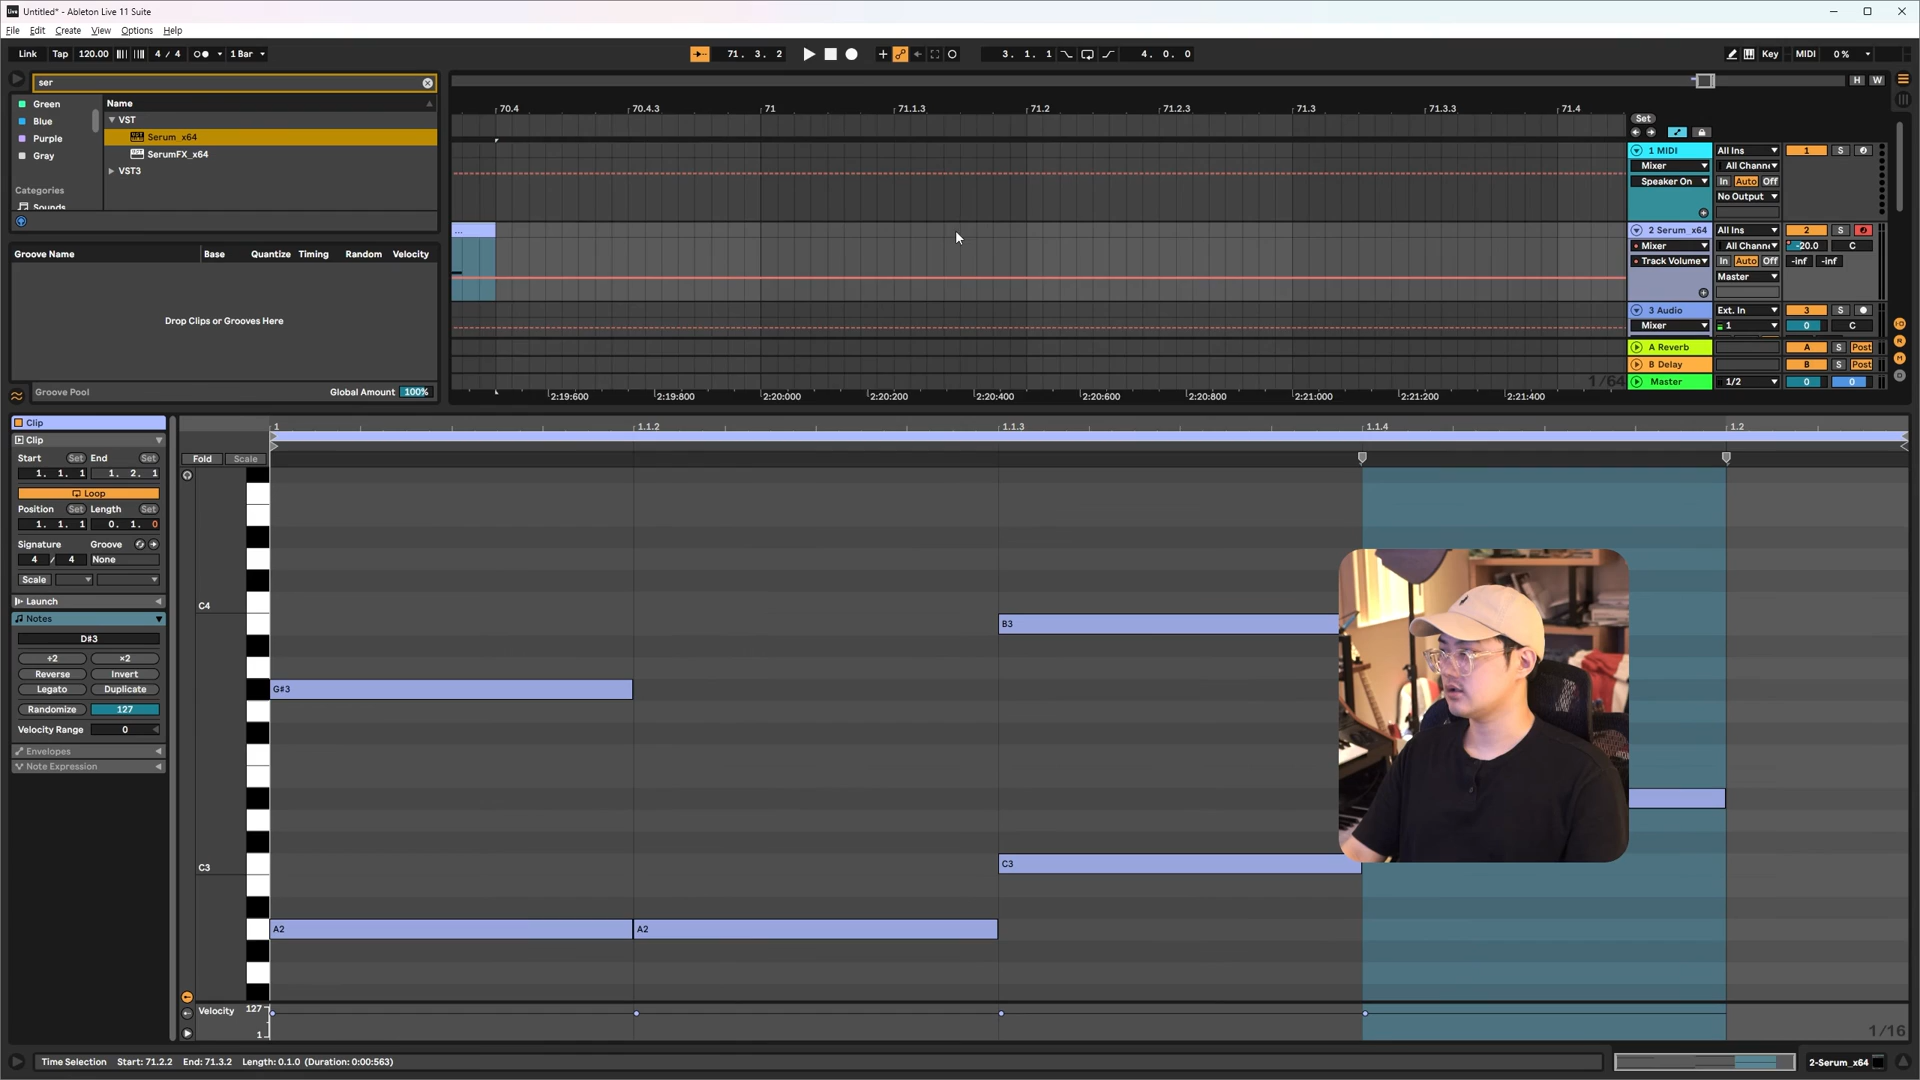 Untitled* - Ableton Live 11 Suite
File Edit Create View Options Help
Link Tap 120.00 4 / 4 1 Bar 71. 3. 2 3. 1. 1 4. 0. 0 Key MIDI 0 %
ser
Green
Blue
Purple
Gray
Categories
Sounds
Name
VST
Serum_x64
SerumFX_x64
VST3
Groove Name Base Quantize Timing Random Velocity
Drop Clips or Grooves Here
Groove Pool Global Amount 100%
70.4 70.4.3 71 71.1.3 71.2 71.2.3 71.3 71.3.3 71.4
H W
Set
1 MIDI All Ins 1 S
Mixer All Channe
Speaker On In Auto Off
No Output
...
2 Serum_x64 All Ins 2 S
Mixer All Channe -20.0 C
Track Volume In Auto Off -inf -inf
Master
3 Audio Ext. In 3 S
Mixer 1 0 C
A Reverb A S Post
B Delay B S Post
Master 1/2 0 0
1/64
2:19:600 2:19:800 2:20:000 2:20:200 2:20:400 2:20:600 2:20:800 2:21:000 2:21:200 2:21:400
Clip
Clip
Start Set End Set
1. 1. 1 1. 2. 1
Loop
Position Set Length Set
1. 1. 1 0. 1. 0
Signature Groove
4 / 4 None
Scale
Launch
Notes
D#3
÷2 ×2
Reverse Invert
Legato Duplicate
Randomize 127
Velocity Range 0
Envelopes
Note Expression
1 1.1.2 1.1.3 1.1.4 1.2
Fold Scale
C4
B3
G#3
C3
C3
A2 A2
Velocity 127
1
1/16
Time Selection Start: 71.2.2 End: 71.3.2 Length: 0.1.0 (Duration: 0:00:563)
2-Serum_x64